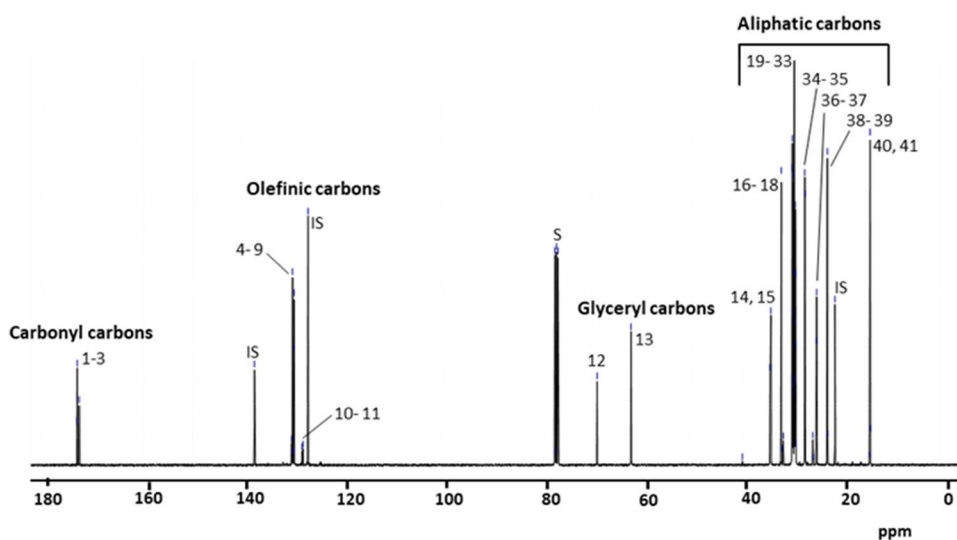 Aliphatic carbons
19-33
34-35
36-37
38-39
40, 41
16-18
Olefinic carbons
IS
4-9
S
14, 15
IS
Glyceryl carbons
Carbonyl carbons
1-3
IS
12
13
10-11
180 160 140 120 100 80 60 40 20 0
ppm